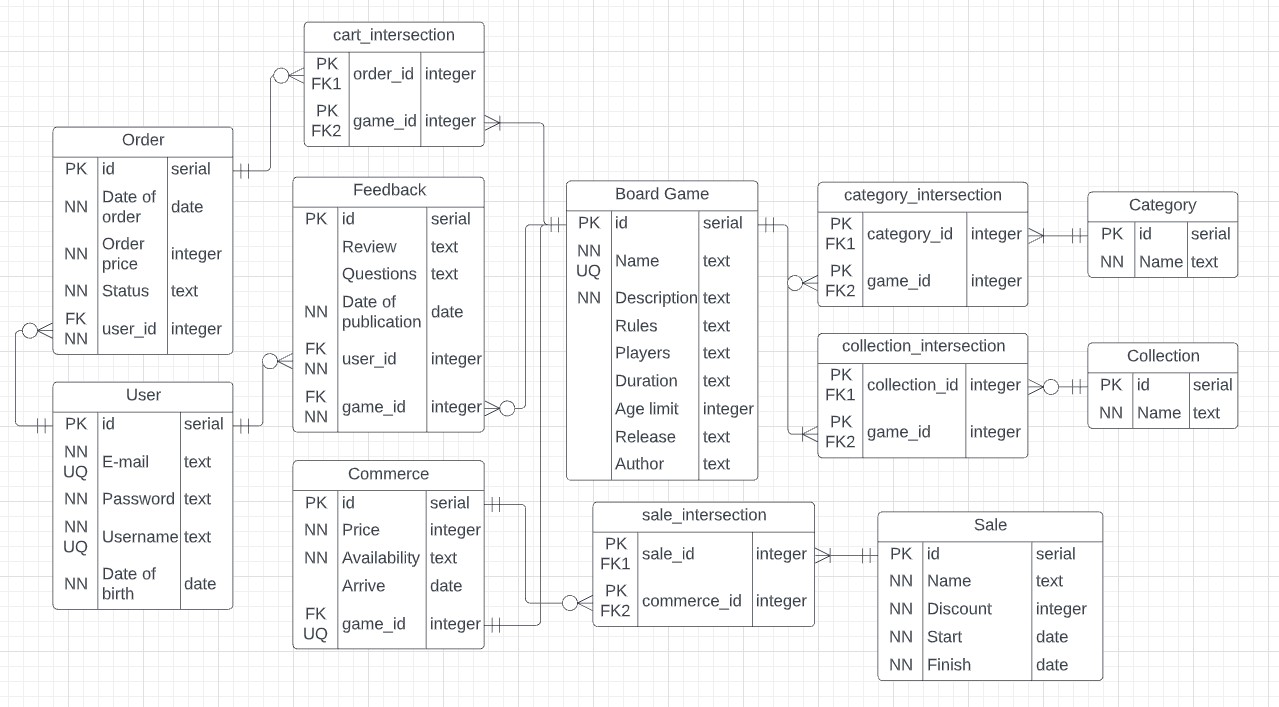 cart_intersection
PK
FK1
order_id
integer
PK
FK2
game_id
integer
Order
PK
id
serial
NN
Date of
order
date
NN
Order
price
integer
NN
Status
text
FK
NN
user_id
integer
User
PK
id
serial
NN
UQ
E-mail
text
NN
Password
text
NN
UQ
Username
text
NN
Date of
birth
date
Feedback
PK
id
serial
Review
text
Questions
text
NN
Date of
publication
date
FK
NN
user_id
integer
FK
NN
game_id
integer
Commerce
PK
id
serial
NN
Price
integer
NN
Availability
text
Arrive
date
FK
UQ
game_id
integer
Board Game
PK
id
serial
NN
UQ
Name
text
NN
Description
text
Rules
text
Players
text
Duration
text
Age limit
integer
Release
text
Author
text
category_intersection
PK
FK1
category_id
integer
PK
FK2
game_id
integer
Category
PK
id
serial
NN
Name
text
collection_intersection
PK
FK1
collection_id
integer
PK
FK2
game_id
integer
Collection
PK
id
serial
NN
Name
text
sale_intersection
PK
FK1
sale_id
integer
PK
FK2
commerce_id
integer
Sale
PK
id
serial
NN
Name
text
NN
Discount
integer
NN
Start
date
NN
Finish
date